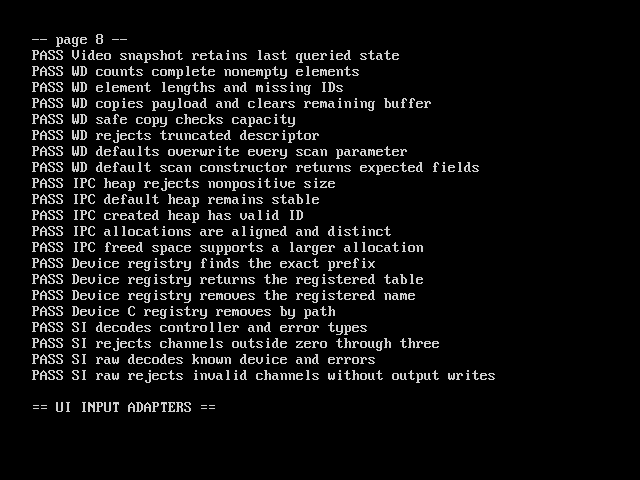 -- page 8 --
PASS Video snapshot retains last queried state
PASS WD counts complete nonempty elements
PASS WD element lengths and missing IDs
PASS WD copies payload and clears remaining buffer
PASS WD safe copy checks capacity
PASS WD rejects truncated descriptor
PASS WD defaults overwrite every scan parameter
PASS WD default scan constructor returns expected fields
PASS IPC heap rejects nonpositive size
PASS IPC default heap remains stable
PASS IPC created heap has valid ID
PASS IPC allocations are aligned and distinct
PASS IPC freed space supports a larger allocation
PASS Device registry finds the exact prefix
PASS Device registry returns the registered table
PASS Device registry removes the registered name
PASS Device C registry removes by path
PASS SI decodes controller and error types
PASS SI rejects channels outside zero through three
PASS SI raw decodes known device and errors
PASS SI raw rejects invalid channels without output writes
== UI INPUT ADAPTERS ==